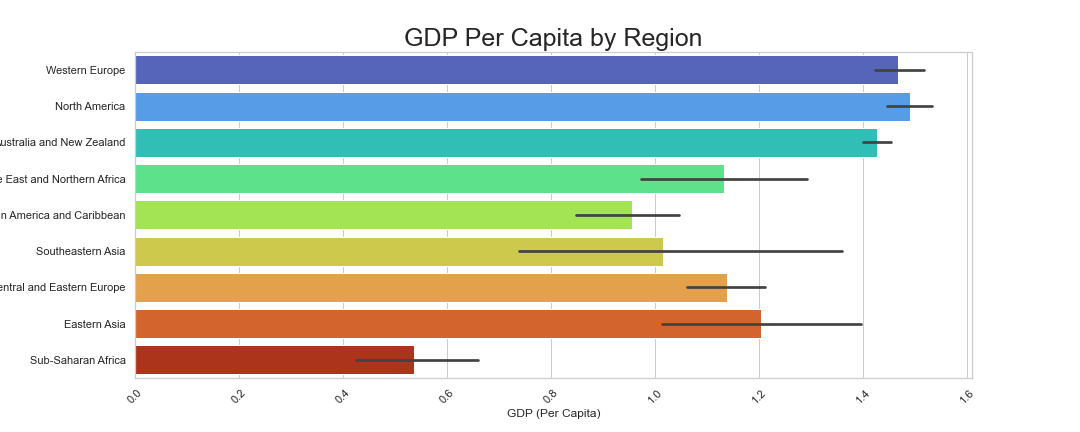 GDP Per Capita by Region
Western Europe
North America
ustralia and New Zealand
e East and Northern Africa
n America and Caribbean
Southeastern Asia
entral and Eastern Europe
Eastern Asia
Sub-Saharan Africa
0.0 0.2 0.4 0.6 0.8 1.0 1.2 1.4 1.6
GDP (Per Capita)